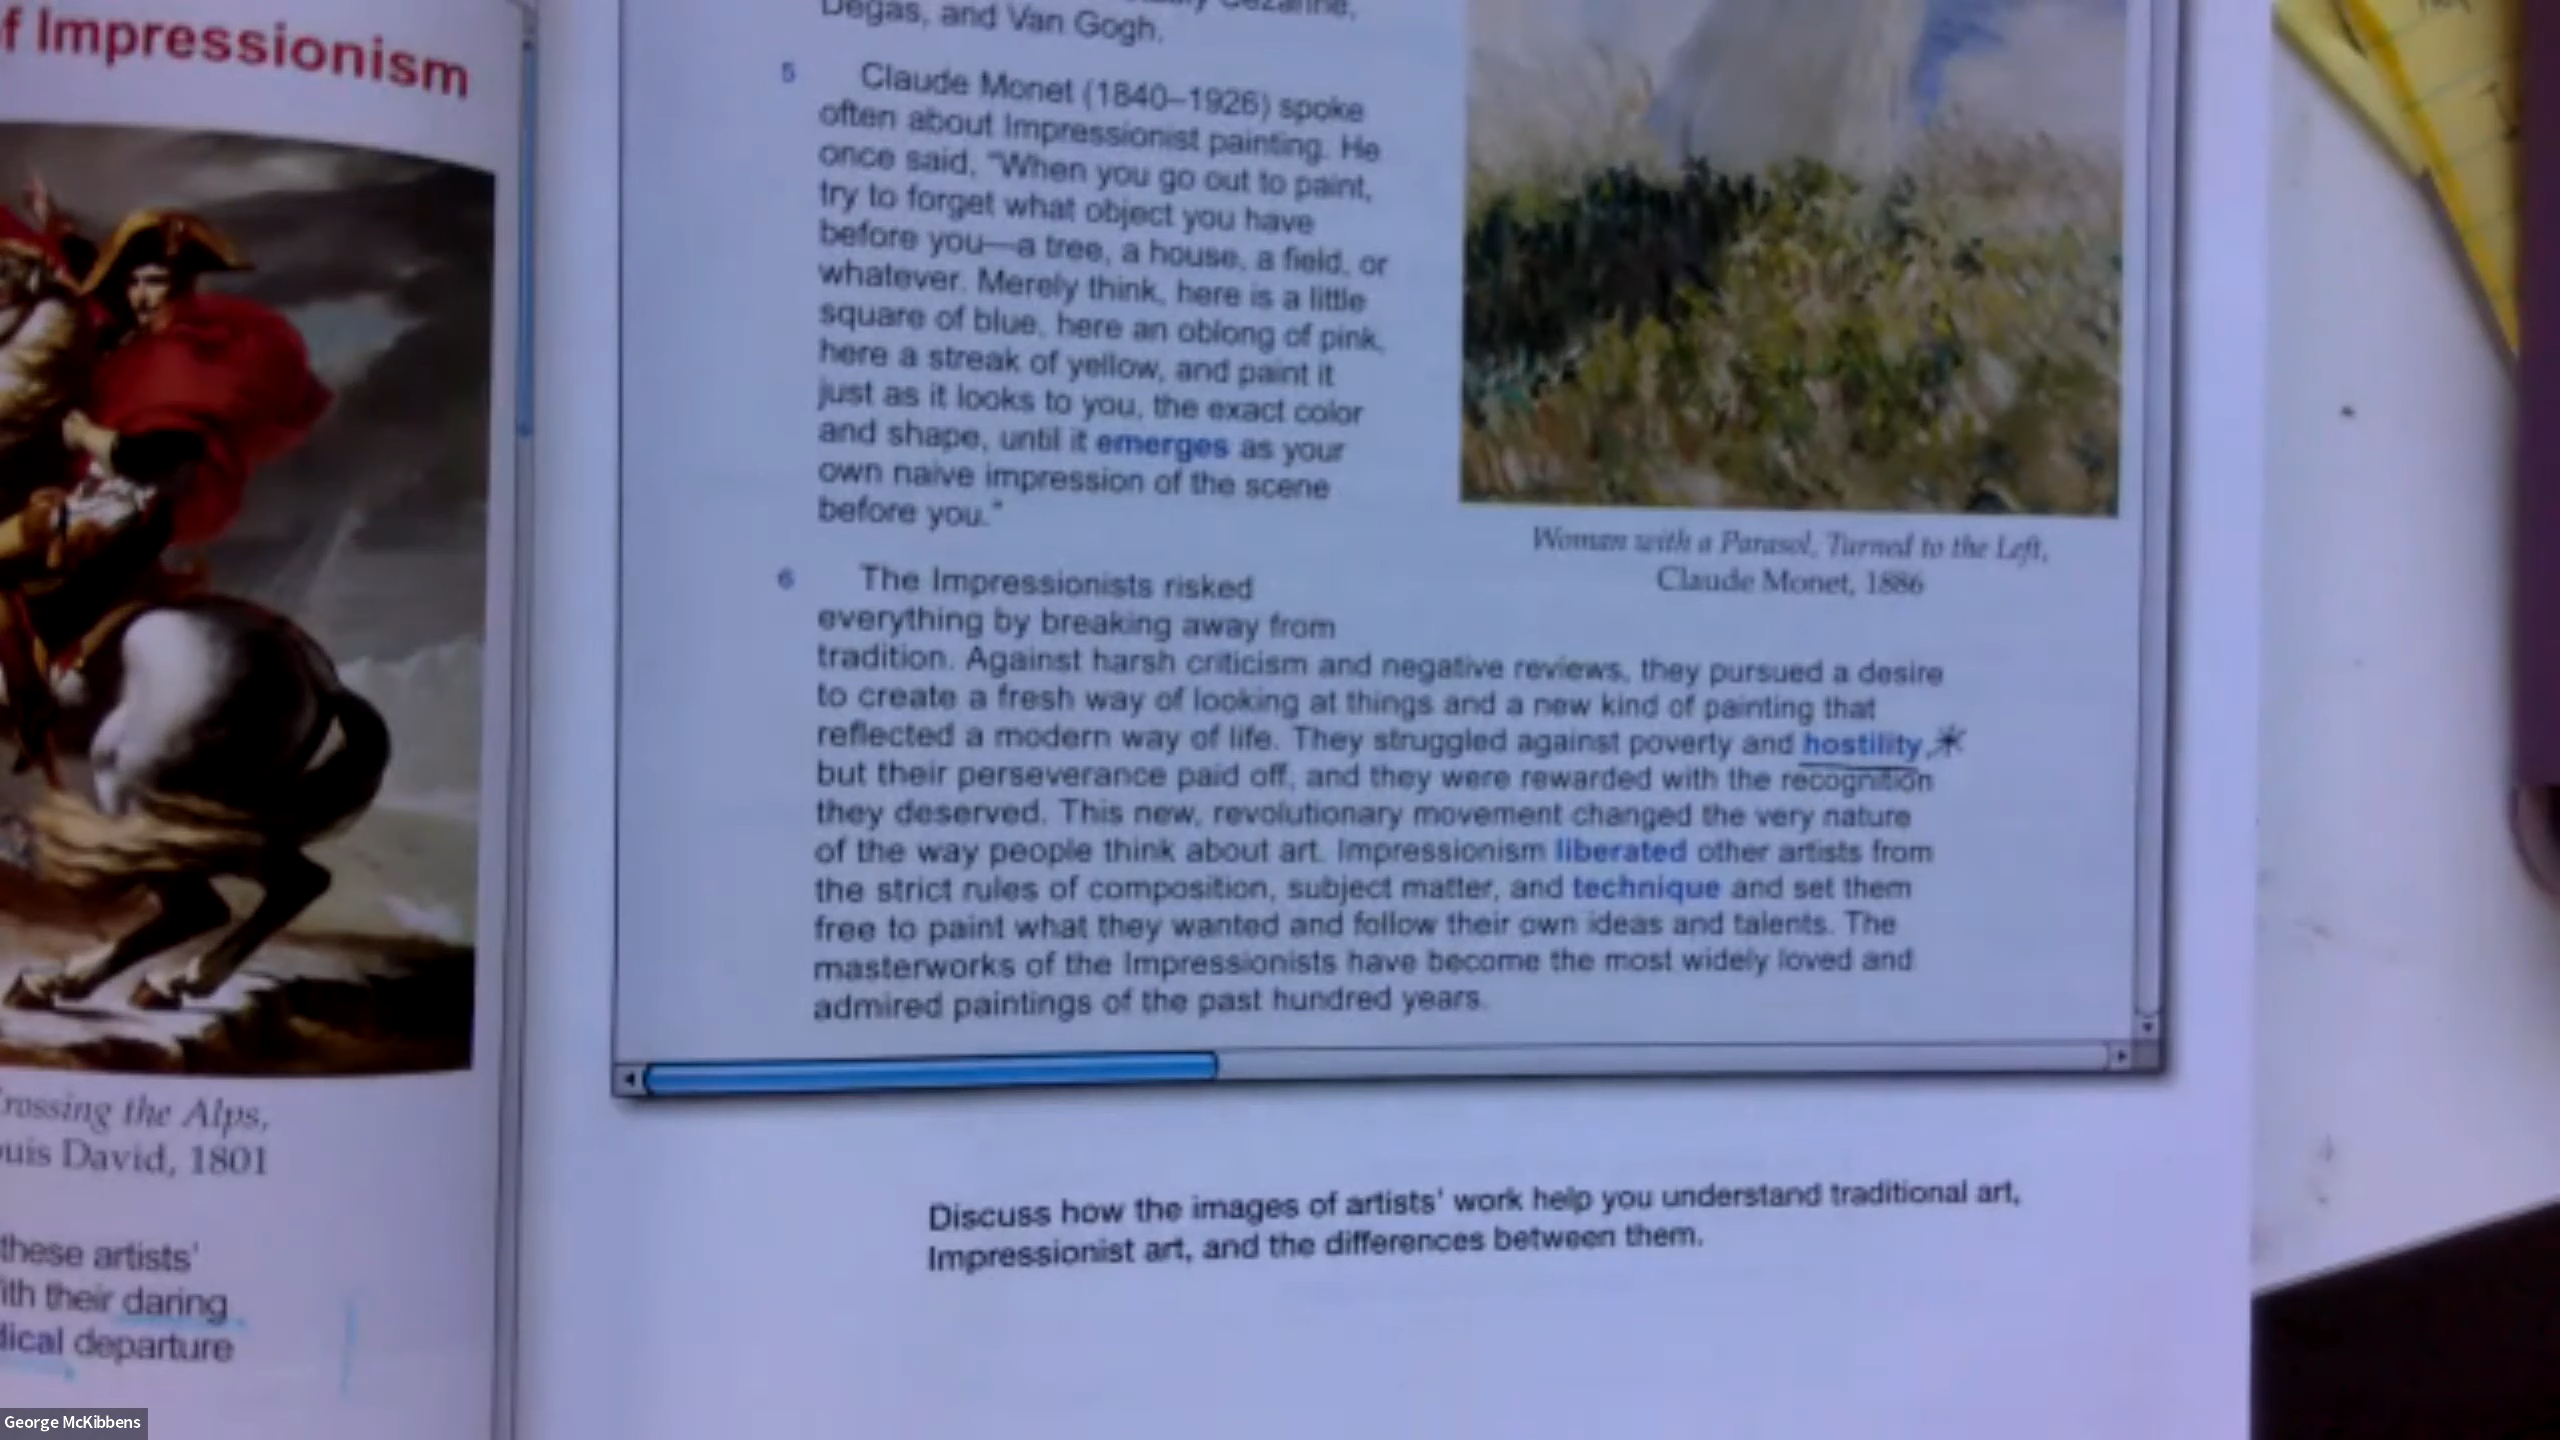 f Impressionism
rossing the Alps,
uis David, 1801
these artists'
ith their daring
dical departure
Degas, and Van Gogh.
5 Claude Monet (1840–1926) spoke
often about Impressionist painting. He
once said, "When you go out to paint,
try to forget what object you have
before you—a tree, a house, a field, or
whatever. Merely think, here is a little
square of blue, here an oblong of pink,
here a streak of yellow, and paint it
just as it looks to you, the exact color
and shape, until it emerges as your
own naive impression of the scene
before you."
Woman with a Parasol, Turned to the Left,
Claude Monet, 1886
6 The Impressionists risked
everything by breaking away from
tradition. Against harsh criticism and negative reviews, they pursued a desire
to create a fresh way of looking at things and a new kind of painting that
reflected a modern way of life. They struggled against poverty and hostility,*
but their perseverance paid off, and they were rewarded with the recognition
they deserved. This new, revolutionary movement changed the very nature
of the way people think about art. Impressionism liberated other artists from
the strict rules of composition, subject matter, and technique and set them
free to paint what they wanted and follow their own ideas and talents. The
masterworks of the Impressionists have become the most widely loved and
admired paintings of the past hundred years.
Discuss how the images of artists' work help you understand traditional art,
Impressionist art, and the differences between them.
George McKibbens